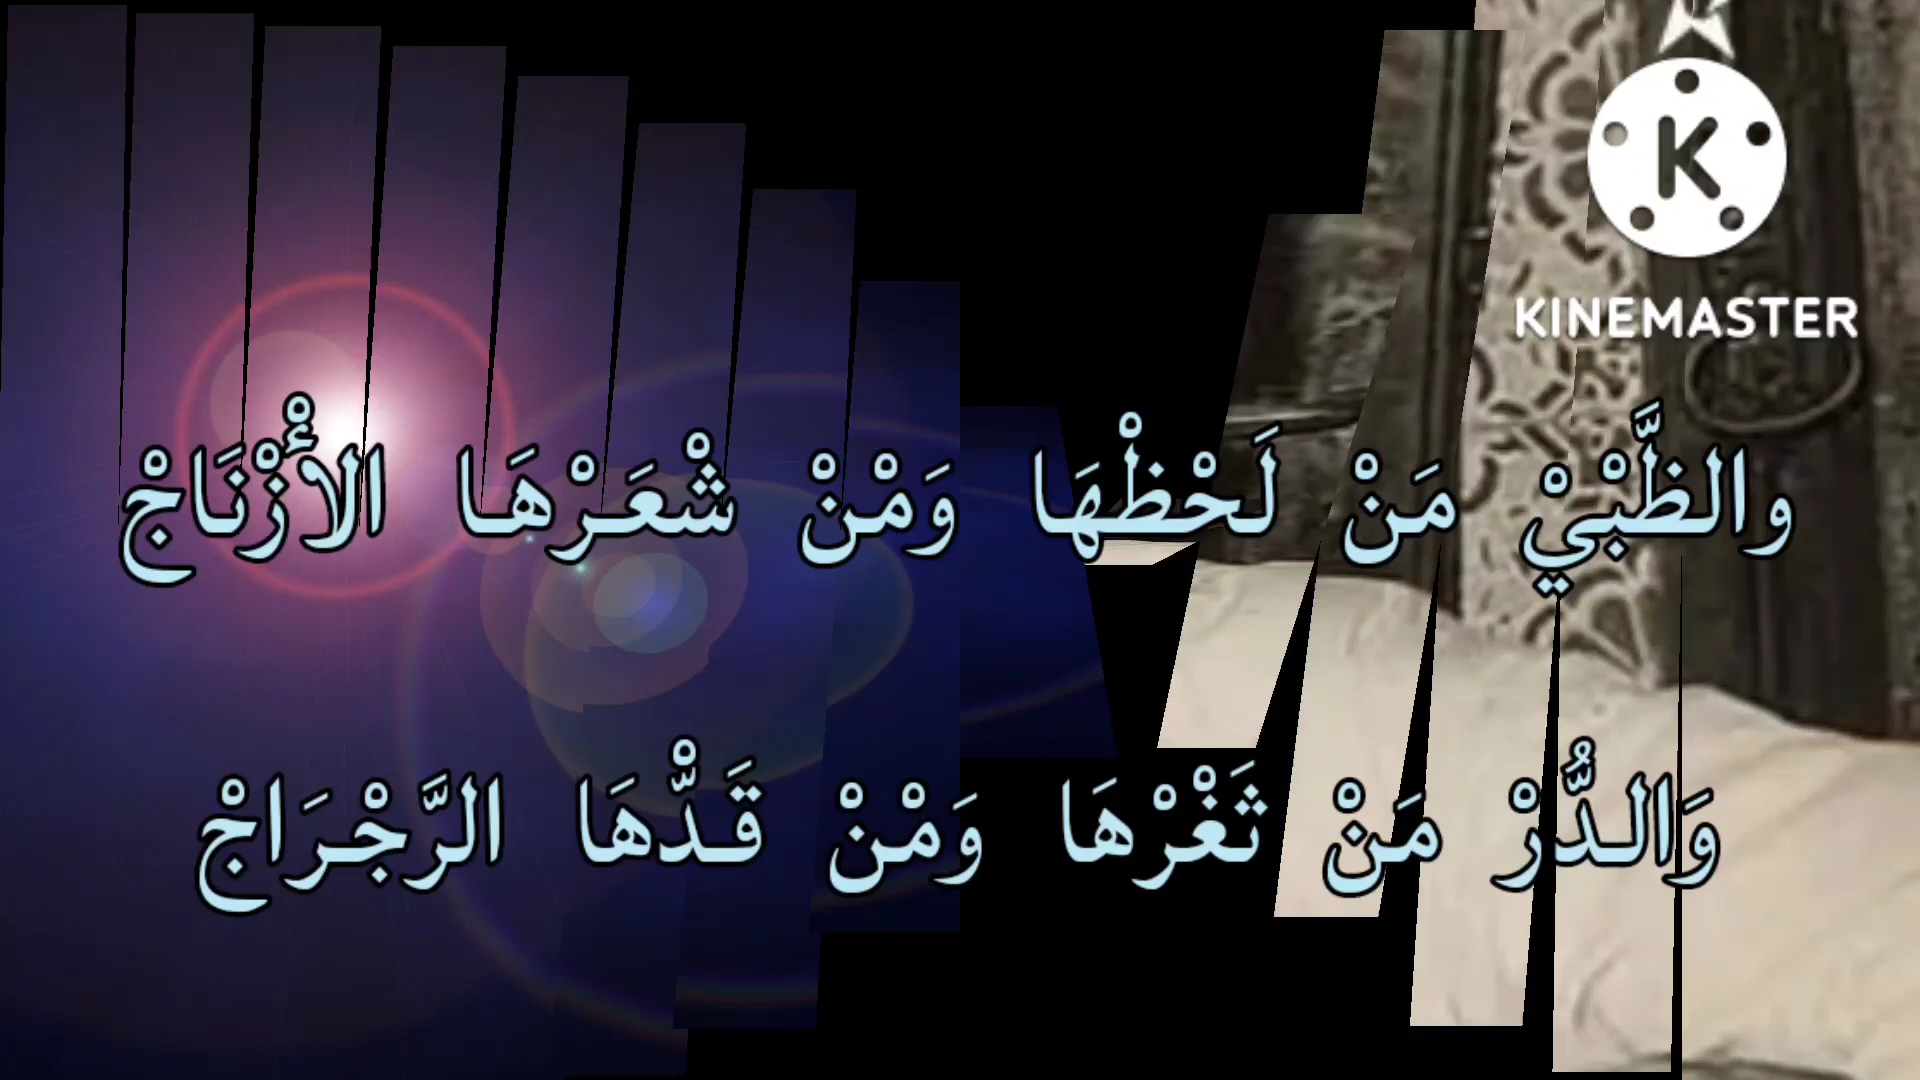 KINEMASTER
والظَّبْيْ مَنْ لَحْظْهَا وَمْنْ شْعَرْهَا الأْزْنَاجْ
وَالدُّرْ مَنْ ثَغْرْهَا وَمْنْ قَدّْهَا الرَّجْرَاجْ